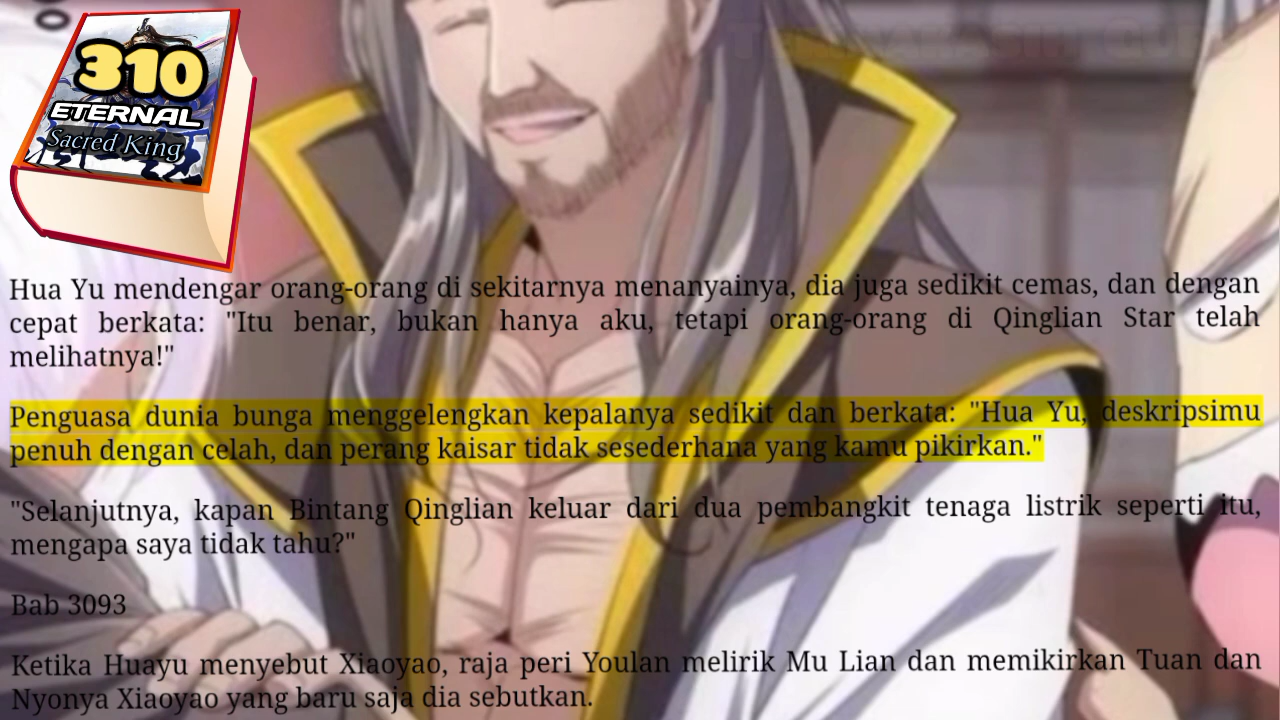 310
ETERNAL
Sacred King
Hua Yu mendengar orang-orang di sekitarnya menanyainya, dia juga sedikit cemas, dan dengan
cepat berkata: "Itu benar, bukan hanya aku, tetapi orang-orang di Qinglian Star telah
melihatnya!"
Penguasa dunia bunga menggelengkan kepalanya sedikit dan berkata: "Hua Yu, deskripsimu
penuh dengan celah, dan perang kaisar tidak sesederhana yang kamu pikirkan."
"Selanjutnya, kapan Bintang Qinglian keluar dari dua pembangkit tenaga listrik seperti itu,
mengapa saya tidak tahu?"
Bab 3093
Ketika Huayu menyebut Xiaoyao, raja peri Youlan melirik Mu Lian dan memikirkan Tuan dan
Nyonya Xiaoyao yang baru saja dia sebutkan.